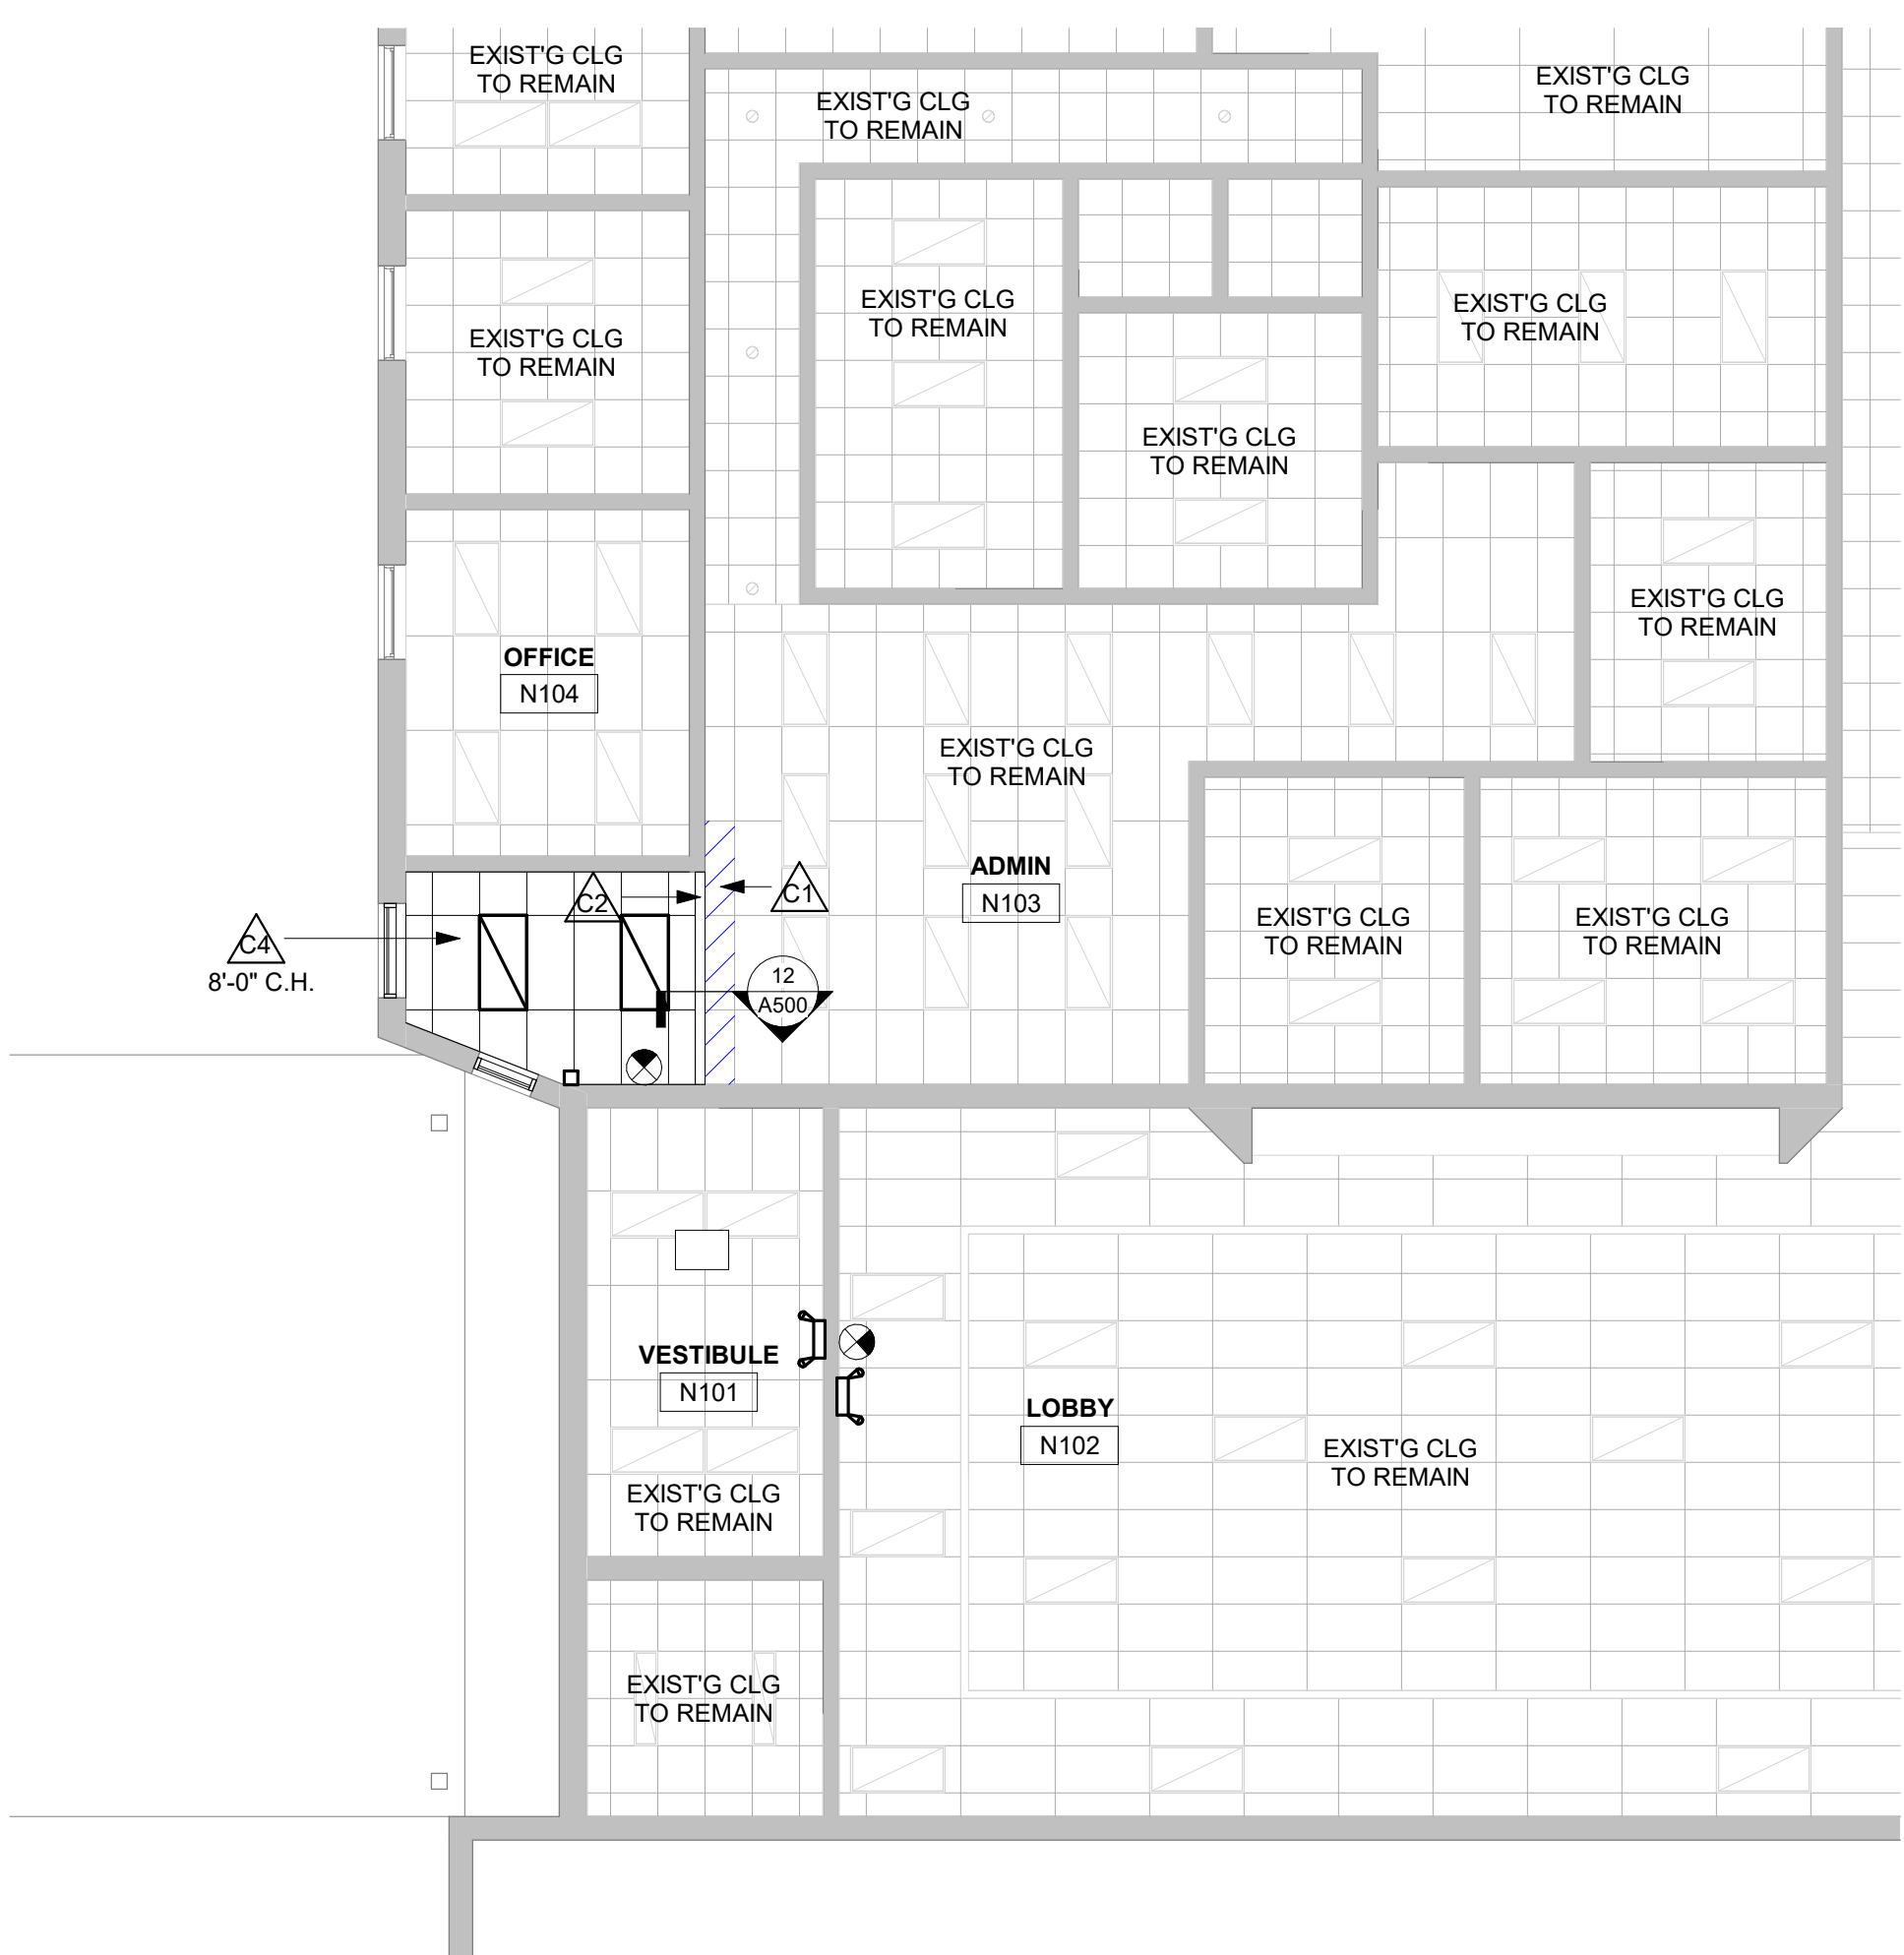 EXIST'G CLG
TO REMAIN
EXIST'G CLG
TO REMAIN
EXIST'G CLG
TO REMAIN
EXIST'G CLG
TO REMAIN
EXIST'G CLG
TO REMAIN
EXIST'G CLG
TO REMAIN
EXIST'G CLG
TO REMAIN
EXIST'G CLG
TO REMAIN
OFFICE
N104
EXIST'G CLG
TO REMAIN
ADMIN
N103
C2
C1
C4
8'-0" C.H.
12
A500
EXIST'G CLG
TO REMAIN
EXIST'G CLG
TO REMAIN
VESTIBULE
N101
EXIST'G CLG
TO REMAIN
LOBBY
N102
EXIST'G CLG
TO REMAIN
EXIST'G CLG
TO REMAIN